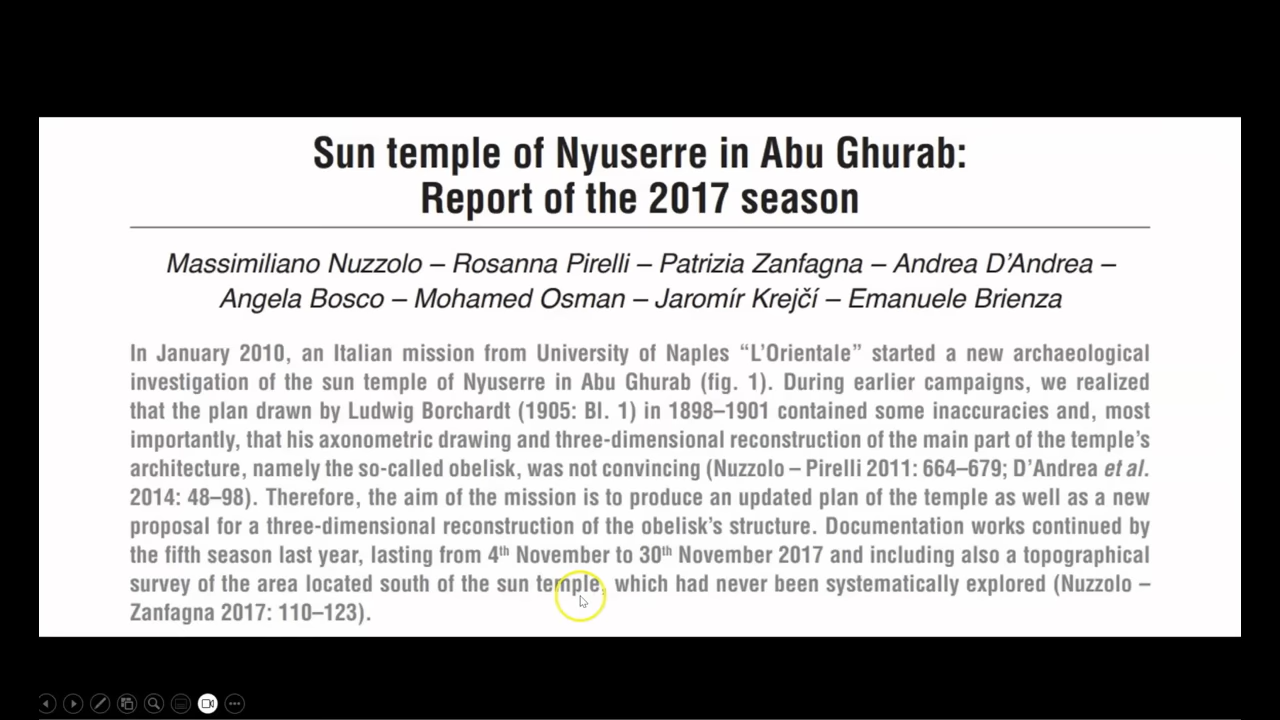 Sun temple of Nyuserre in Abu Ghurab:
Report of the 2017 season
Massimiliano Nuzzolo – Rosanna Pirelli – Patrizia Zanfagna – Andrea D’Andrea –
Angela Bosco – Mohamed Osman – Jaromír Krejčí – Emanuele Brienza
In January 2010, an Italian mission from University of Naples “L’Orientale” started a new archaeological
investigation of the sun temple of Nyuserre in Abu Ghurab (fig. 1). During earlier campaigns, we realized
that the plan drawn by Ludwig Borchardt (1905: Bl. 1) in 1898–1901 contained some inaccuracies and, most
importantly, that his axonometric drawing and three-dimensional reconstruction of the main part of the temple’s
architecture, namely the so-called obelisk, was not convincing (Nuzzolo – Pirelli 2011: 664–679; D’Andrea et al.
2014: 48–98). Therefore, the aim of the mission is to produce an updated plan of the temple as well as a new
proposal for a three-dimensional reconstruction of the obelisk’s structure. Documentation works continued by
the fifth season last year, lasting from 4th November to 30th November 2017 and including also a topographical
survey of the area located south of the sun temple, which had never been systematically explored (Nuzzolo –
Zanfagna 2017: 110–123).